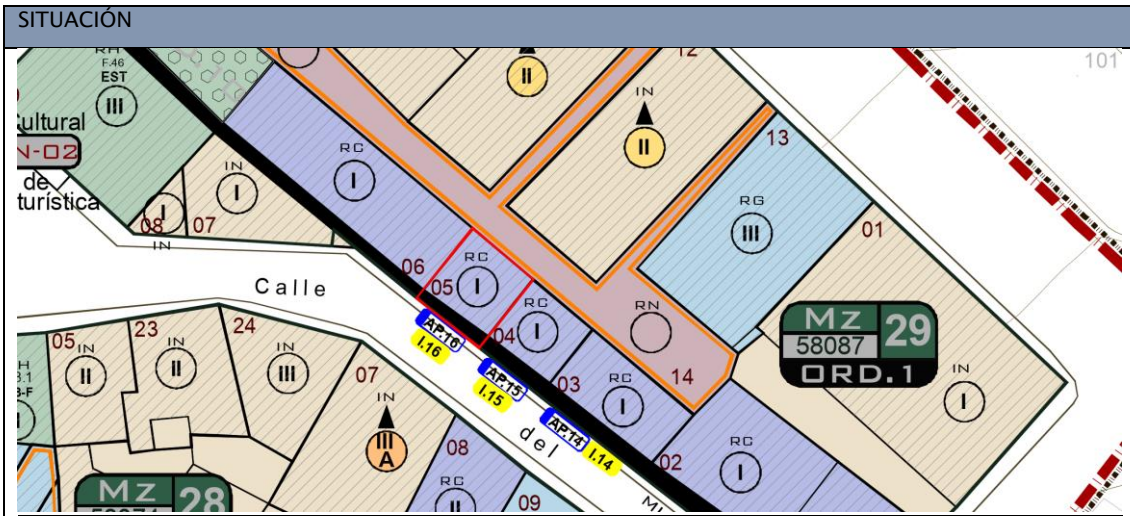 SITUACIÓN
RH
F.46
EST
III
ultural
N-02
de
turística
08
I
IN
07
IN
I
RC
I
06
05
RC
I
04
RC
I
03
RC
I
02
RC
I
II
12
IN
II
13
RG
III
01
101
RN
14
Mz 29
58087
ORD.1
IN
I
Calle
del
AP.16
I.16
AP.15
I.15
AP.14
I.14
05
IN
II
23
IN
II
24
IN
III
07
IN
III
A
08
RC
II
09
Mz 28